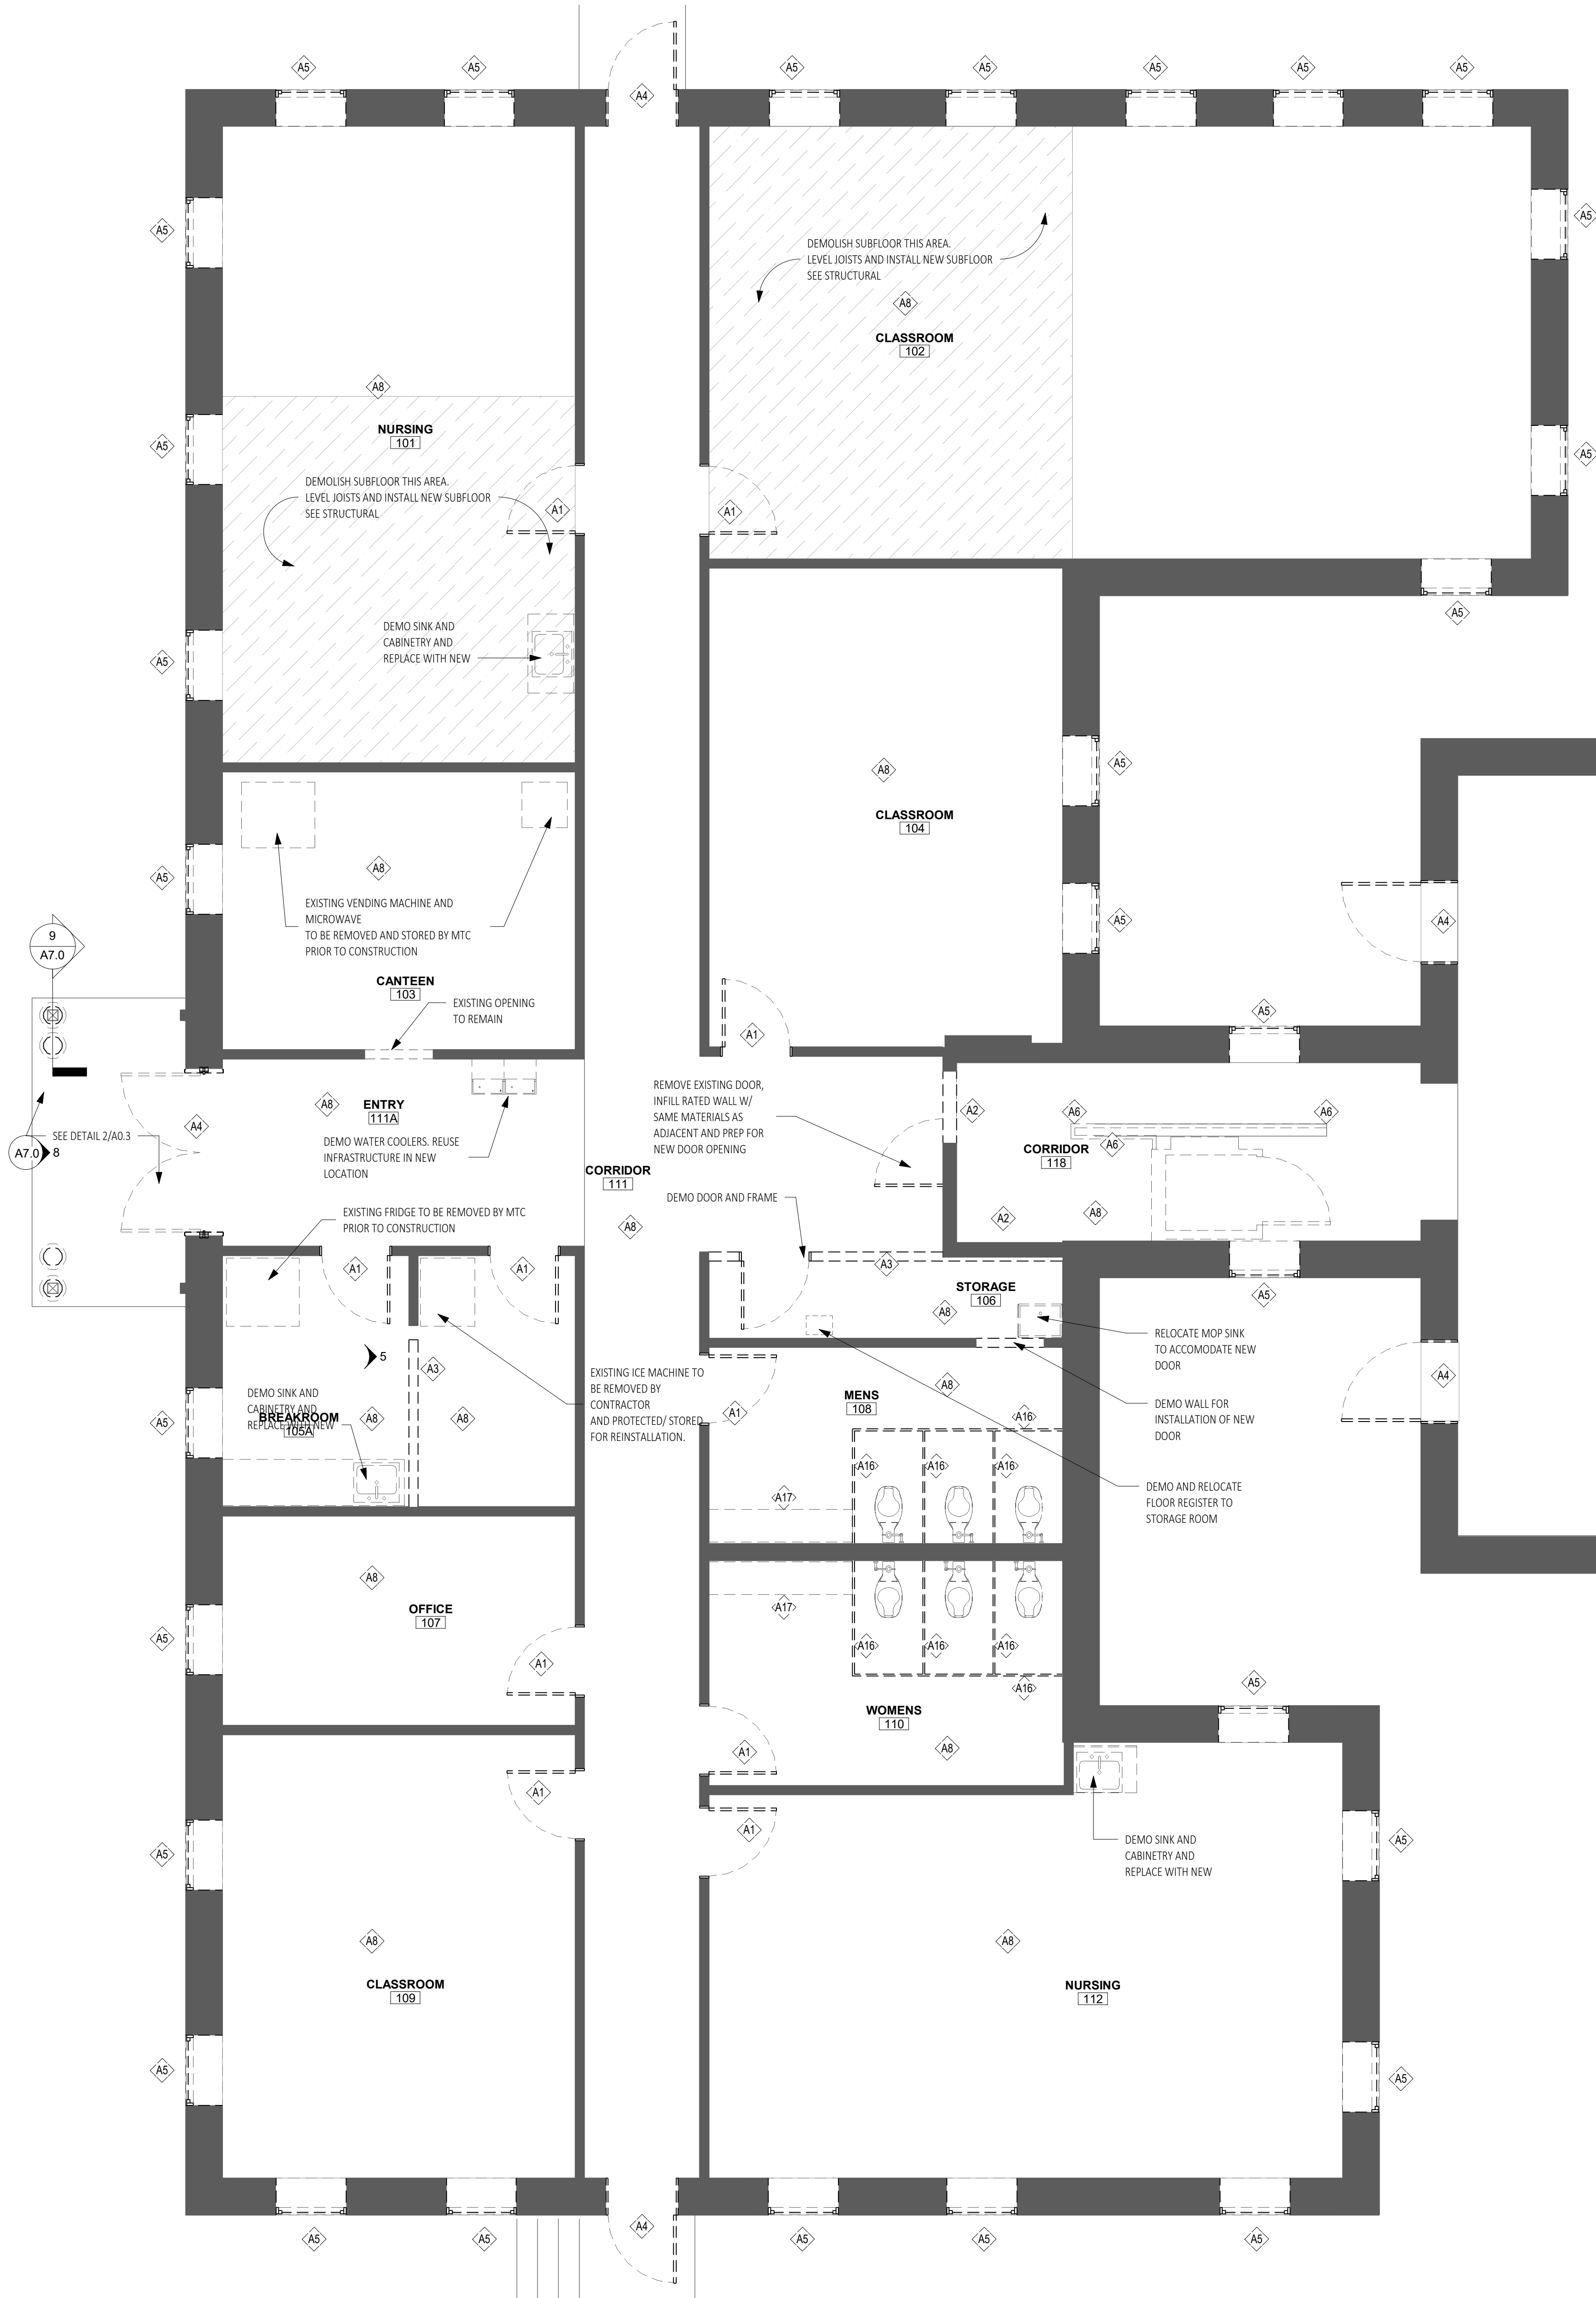 A5
A5
A4
A5
A5
A5
A5
A5
A5
A5
DEMOLISH SUBFLOOR THIS AREA.
LEVEL JOISTS AND INSTALL NEW SUBFLOOR
SEE STRUCTURAL
A8
CLASSROOM
102
A8
NURSING
101
A5
A5
DEMOLISH SUBFLOOR THIS AREA.
LEVEL JOISTS AND INSTALL NEW SUBFLOOR
SEE STRUCTURAL
A1
A1
A5
DEMO SINK AND
CABINETRY AND
REPLACE WITH NEW
A5
A8
CLASSROOM
104
A5
A5
A4
A8
A5
EXISTING VENDING MACHINE AND
MICROWAVE
TO BE REMOVED AND STORED BY MTC
PRIOR TO CONSTRUCTION
9
A7.0
CANTEEN
103
EXISTING OPENING
TO REMAIN
A1
A5
REMOVE EXISTING DOOR,
INFILL RATED WALL W/
SAME MATERIALS AS
ADJACENT AND PREP FOR
NEW DOOR OPENING
A2
A6
A6
A6
CORRIDOR
118
A2
A8
A8
ENTRY
111A
A4
SEE DETAIL 2/A0.3
A7.0
8
DEMO WATER COOLERS. REUSE
INFRASTRUCTURE IN NEW
LOCATION
CORRIDOR
111
A8
DEMO DOOR AND FRAME
EXISTING FRIDGE TO BE REMOVED BY MTC
PRIOR TO CONSTRUCTION
A1
A1
A3
STORAGE
106
A8
A5
RELOCATE MOP SINK
TO ACCOMODATE NEW
DOOR
5
A3
EXISTING ICE MACHINE TO
BE REMOVED BY
CONTRACTOR
AND PROTECTED/ STORED
FOR REINSTALLATION.
A4
DEMO SINK AND
CABINETRY AND
REPLACE WITH NEW
BREAKROOM
105A
A8
A8
A5
A1
MENS
108
A8
A16
DEMO WALL FOR
INSTALLATION OF NEW
DOOR
A16
A16
A16
A17
DEMO AND RELOCATE
FLOOR REGISTER TO
STORAGE ROOM
A8
OFFICE
107
A5
A1
A17
A16
A16
A16
A16
WOMENS
110
A8
A1
A5
A1
A1
DEMO SINK AND
CABINETRY AND
REPLACE WITH NEW
A5
A5
A8
CLASSROOM
109
A5
A8
NURSING
112
A5
A5
A5
A4
A5
A5
A5